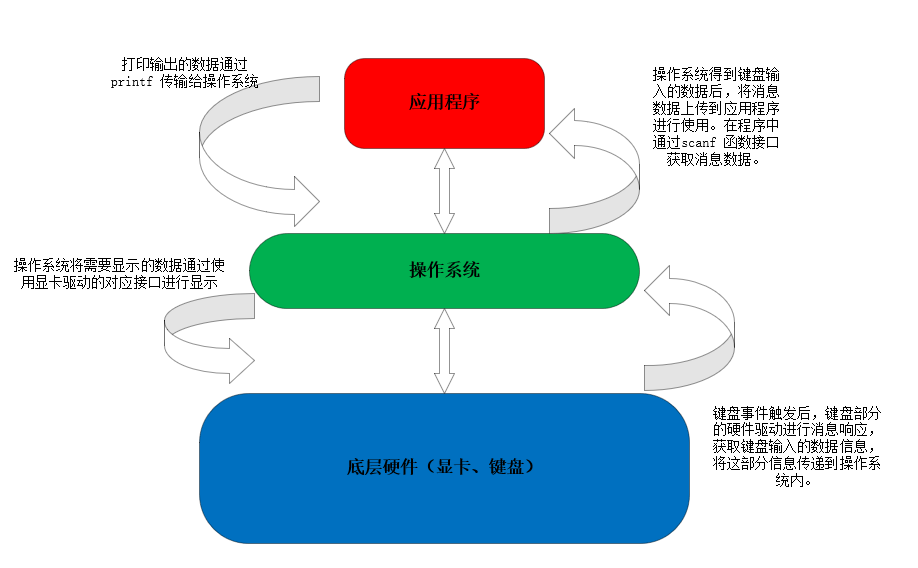 打印输出的数据通过
printf 传输给操作系统
应用程序
操作系统得到键盘输
入的数据后，将消息
数据上传到应用程序
进行使用。在程序中
通过scanf 函数接口
获取消息数据。
操作系统将需要显示的数据通过使
用显卡驱动的对应接口进行显示
操作系统
底层硬件（显卡、键盘）
键盘事件触发后，键盘部分
的硬件驱动进行消息响应，
获取键盘输入的数据信息，
将这部分信息传递到操作系
统内。